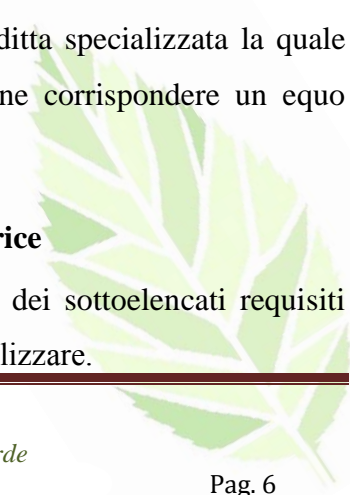 ditta specializzata la quale
ne corrispondere un equo
rice
dei sottoelencati requisiti
lizzare.
rde
Pag. 6